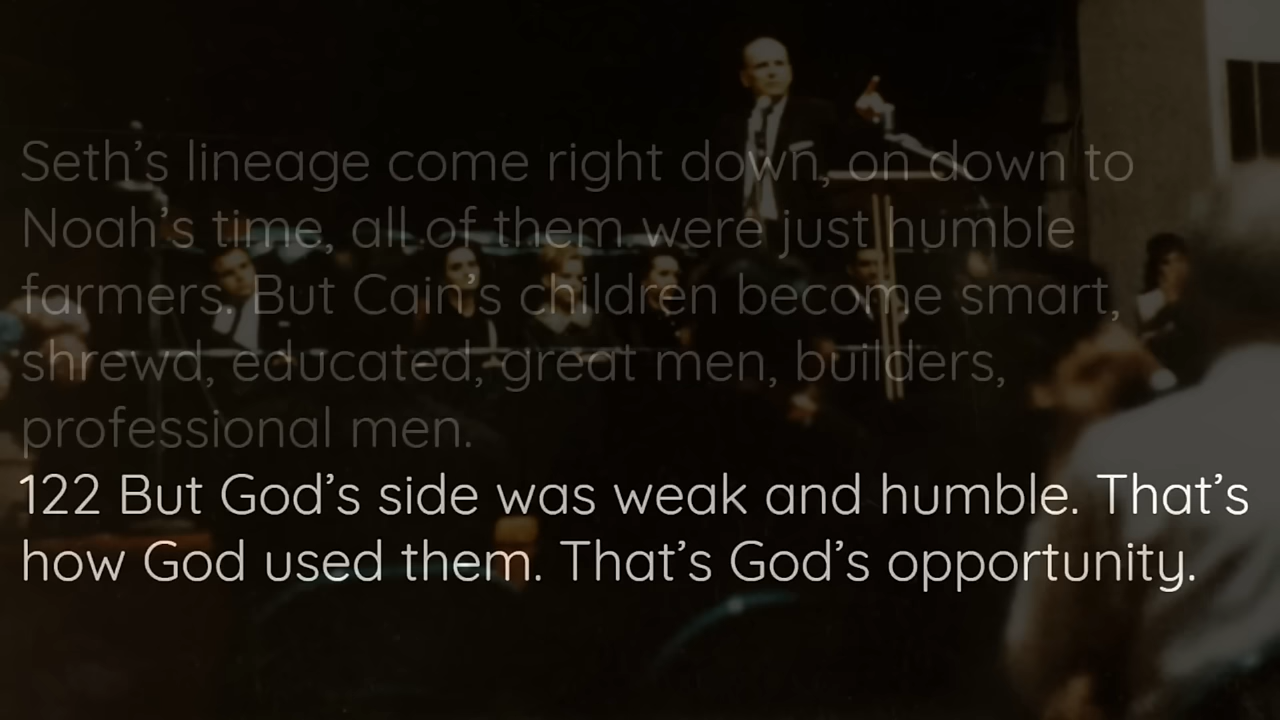 Seth’s lineage come right down, on down to
Noah’s time, all of them were just humble
farmers. But Cain’s children become smart,
shrewd, educated, great men, builders,
professional men.
122 But God’s side was weak and humble. That’s
how God used them. That’s God’s opportunity.